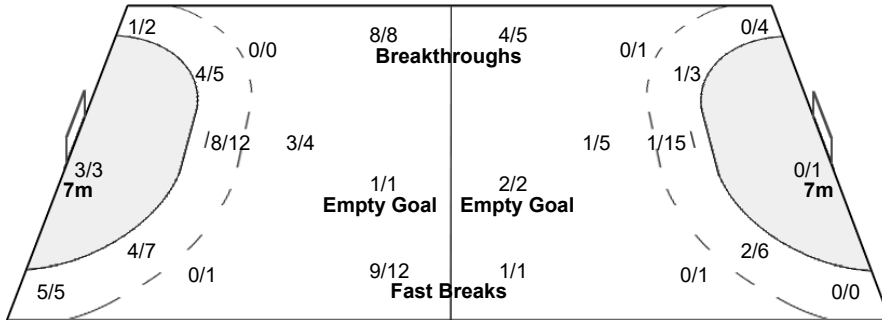 1/2 8/8 4/5 0/4
0/0 Breakthroughs 0/1
4/5 1/3
8/12 3/4 1/5 1/15
3/3 0/1
7m 7m
1/1 2/2
Empty Goal Empty Goal
4/7 2/6
0/1 9/12 1/1 0/1
5/5 Fast Breaks 0/0